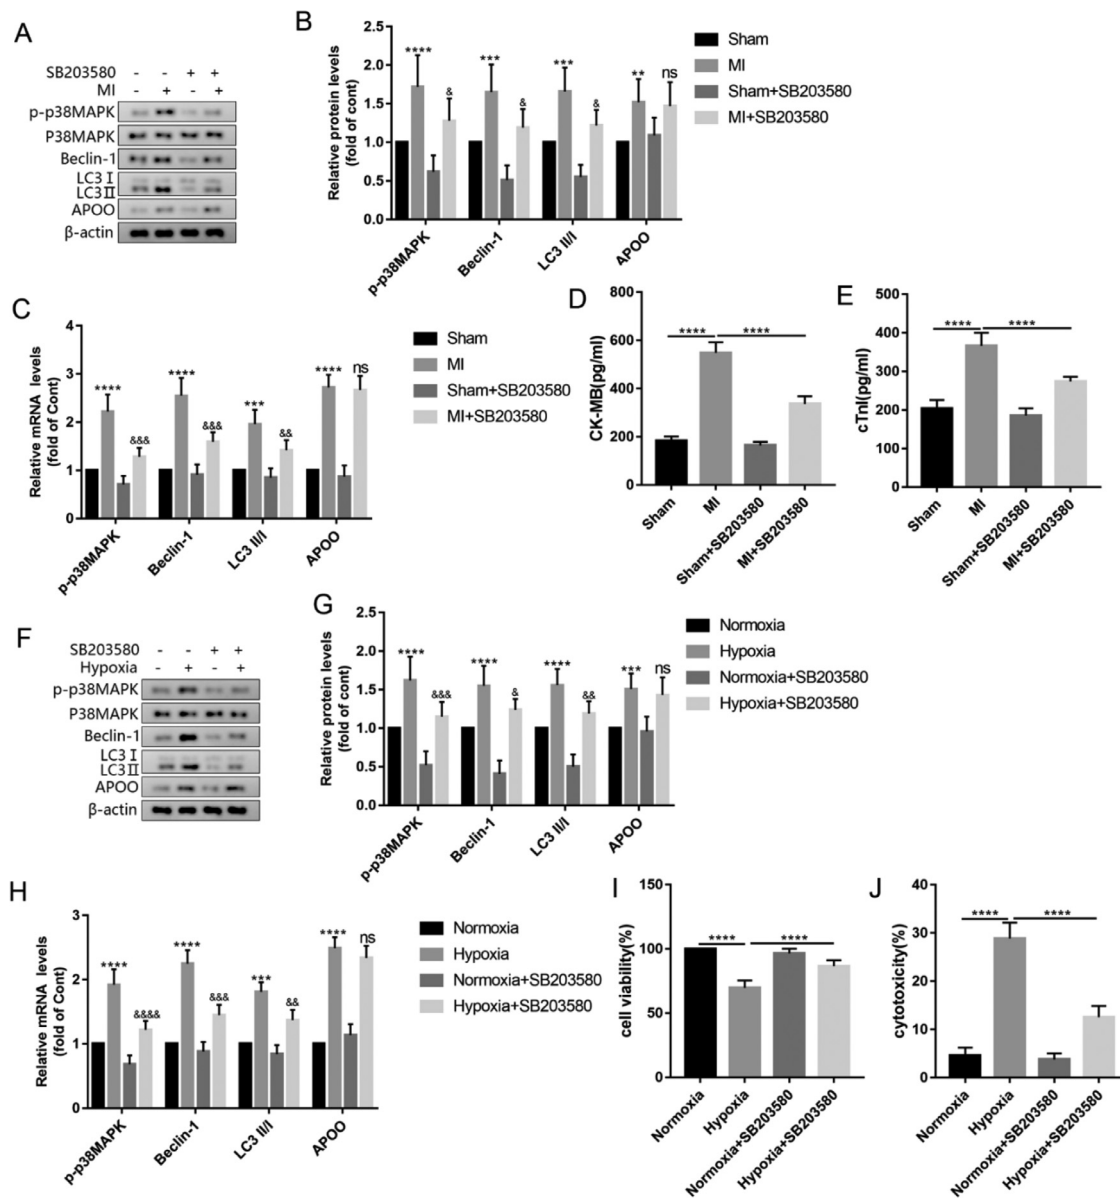 A
SB203580 - - + +
MI - + - +
p-p38MAPK
P38MAPK
Beclin-1
LC3 I
LC3 II
APOO
β-actin
B
Relative protein levels
(fold of cont)
2.5
2.0
1.5
1.0
0.5
0.0
**** & *** & *** & ** ns
p-p38MAPK
Beclin-1
LC3 II/I
APOO
Sham
MI
Sham+SB203580
MI+SB203580
C
Relative mRNA levels
(fold of Cont)
4
3
2
1
0
**** &&& **** &&& *** && **** ns
p-p38MAPK
Beclin-1
LC3 II/I
APOO
Sham
MI
Sham+SB203580
MI+SB203580
D
CK-MB(pg/ml)
800
600
400
200
0
**** ****
Sham
MI
Sham+SB203580
MI+SB203580
E
cTnI(pg/ml)
500
400
300
200
100
0
**** ****
Sham
MI
Sham+SB203580
MI+SB203580
F
SB203580 - - + +
Hypoxia - + - +
p-p38MAPK
P38MAPK
Beclin-1
LC3 I
LC3 II
APOO
β-actin
G
Relative protein levels
(fold of cont)
2.5
2.0
1.5
1.0
0.5
0.0
**** &&& **** & **** && *** ns
p-p38MAPK
Beclin-1
LC3 II/I
APOO
Normoxia
Hypoxia
Normoxia+SB203580
Hypoxia+SB203580
H
Relative mRNA levels
(fold of Cont)
3
2
1
0
**** &&&& **** &&& *** && **** ns
p-p38MAPK
Beclin-1
LC3 II/I
APOO
Normoxia
Hypoxia
Normoxia+SB203580
Hypoxia+SB203580
I
cell viability(%)
150
100
50
0
**** ****
Normoxia
Hypoxia
Normoxia+SB203580
Hypoxia+SB203580
J
cytotoxicity(%)
40
30
20
10
0
**** ****
Normoxia
Hypoxia
Normoxia+SB203580
Hypoxia+SB203580